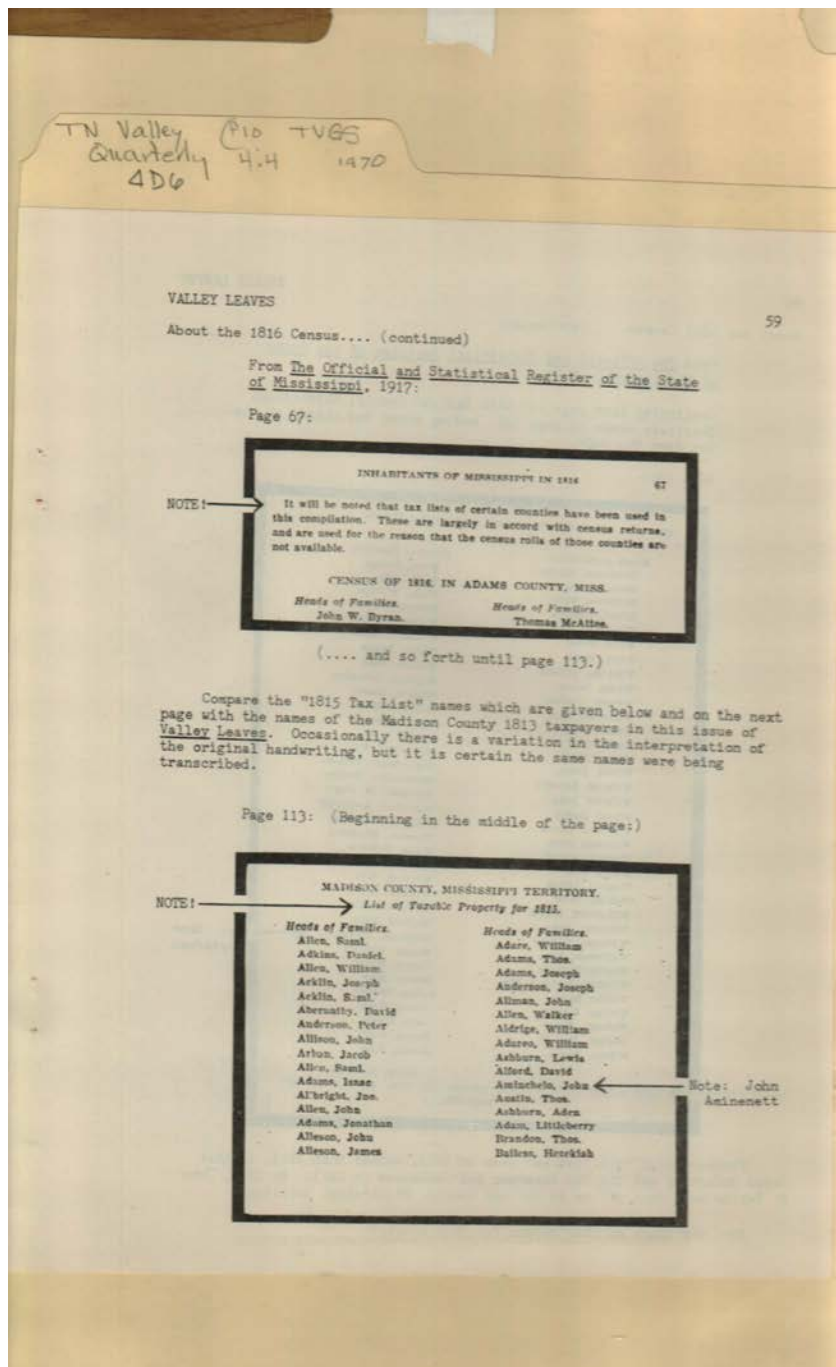 TN Valley P10 TVGS
Quarterly 4:4 1970
4D6
VALLEY LEAVES
59
About the 1816 Census.... (continued)
From The Official and Statistical Register of the State
of Mississippi, 1917:
Page 67:
INHABITANTS OF MISSISSIPPI IN 1816 67
NOTE!
It will be noted that tax lists of certain counties have been used in
this compilation. These are largely in accord with census returns,
and are used for the reason that the census rolls of those counties are
not available.
CENSUS OF 1816, IN ADAMS COUNTY, MISS.
Heads of Families. Heads of Families.
John W. Byran. Thomas McAttee.
(.... and so forth until page 113.)
Compare the "1815 Tax List" names which are given below and on the next
page with the names of the Madison County 1813 taxpayers in this issue of
Valley Leaves. Occasionally there is a variation in the interpretation of
the original handwriting, but it is certain the same names were being
transcribed.
Page 113: (Beginning in the middle of the page:)
MADISON COUNTY, MISSISSIPPI TERRITORY.
NOTE!
List of Taxable Property for 1815.
Heads of Families.
Allen, Saml.
Adkins, Daniel.
Allen, William
Acklin, Joseph
Acklin, Saml.
Abernathy, David
Anderson, Peter
Allison, John
Arbun, Jacob
Allen, Saml.
Adams, Isaac
Albright, Jno.
Allen, John
Adams, Jonathan
Alleson, John
Alleson, James
Heads of Families.
Adare, William
Adams, Thos.
Adams, Joseph
Anderson, Joseph
Allman, John
Allen, Walker
Aldrige, William
Adareo, William
Ashburn, Lewis
Alford, David
Aminchelo, John
Austin, Thos.
Ashburn, Aden
Adam, Littleberry
Brandon, Thos.
Bailess, Hezekiah
Note: John
Aminenett